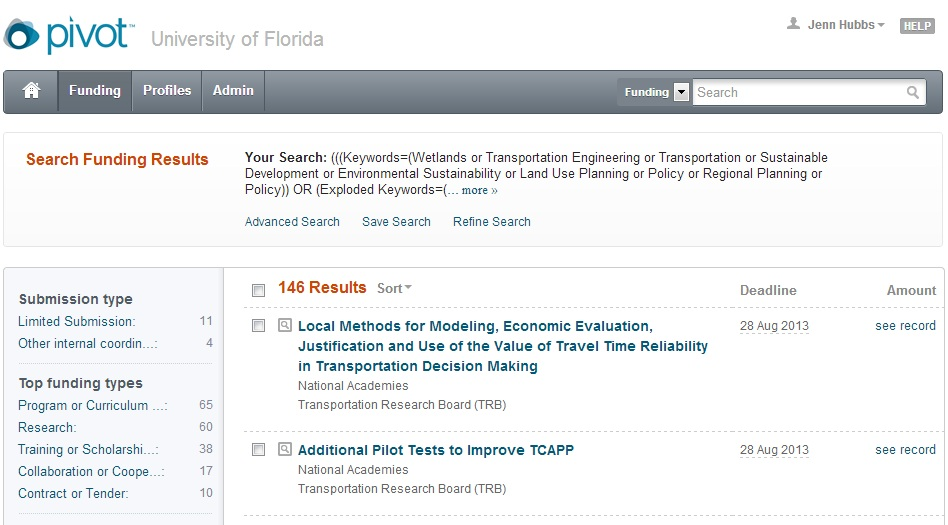 pivot™ University of Florida
Jenn Hubbs HELP
Funding Profiles Admin
Funding Search
Search Funding Results
Your Search: (((Keywords=(Wetlands or Transportation Engineering or Transportation or Sustainable
Development or Environmental Sustainability or Land Use Planning or Policy or Regional Planning or
Policy)) OR (Exploded Keywords=(... more »
Advanced Search Save Search Refine Search
Submission type
Limited Submission: 11
Other internal coordin...: 4
Top funding types
Program or Curriculum ...: 65
Research: 60
Training or Scholarshi...: 38
Collaboration or Coope...: 17
Contract or Tender: 10
146 Results Sort Deadline Amount
Local Methods for Modeling, Economic Evaluation, 28 Aug 2013 see record
Justification and Use of the Value of Travel Time Reliability
in Transportation Decision Making
National Academies
Transportation Research Board (TRB)
Additional Pilot Tests to Improve TCAPP 28 Aug 2013 see record
National Academies
Transportation Research Board (TRB)